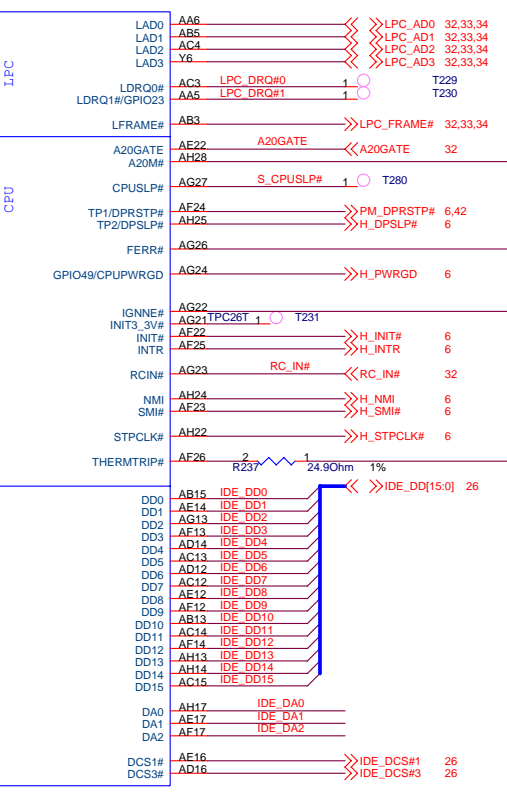 LPC
LAD0 AA6 LPC_AD0 32,33,34
LAD1 AB5 LPC_AD1 32,33,34
LAD2 AC4 LPC_AD2 32,33,34
LAD3 Y6 LPC_AD3 32,33,34
LDRQ0# AC3 LPC_DRQ#0 1 T229
LDRQ1#/GPIO23 AA5 LPC_DRQ#1 1 T230
LFRAME# AB3 LPC_FRAME# 32,33,34
CPU
A20GATE AE22 A20GATE A20GATE 32
A20M# AH28
CPUSLP# AG27 S_CPUSLP# 1 T280
TP1/DPRSTP# AF24 PM_DPRSTP# 6,42
TP2/DPSLP# AH25 H_DPSLP# 6
FERR# AG26
GPIO49/CPUPWRGD AG24 H_PWRGD 6
IGNNE# AG22
INIT3_3V# AG21 TPC26T 1 T231
INIT# AF22 H_INIT# 6
INTR AF25 H_INTR 6
RCIN# AG23 RC_IN# RC_IN# 32
NMI AH24 H_NMI 6
SMI# AF23 H_SMI# 6
STPCLK# AH22 H_STPCLK# 6
THERMTRIP# AF26 2 1
R237 24.9Ohm 1%
IDE_DD[15:0] 26
DD0 AB15 IDE_DD0
DD1 AE14 IDE_DD1
DD2 AG13 IDE_DD2
DD3 AF13 IDE_DD3
DD4 AD14 IDE_DD4
DD5 AC13 IDE_DD5
DD6 AD12 IDE_DD6
DD7 AC12 IDE_DD7
DD8 AE12 IDE_DD8
DD9 AF12 IDE_DD9
DD10 AB13 IDE_DD10
DD11 AC14 IDE_DD11
DD12 AF14 IDE_DD12
DD13 AH13 IDE_DD13
DD14 AH14 IDE_DD14
DD15 AC15 IDE_DD15
DA0 AH17 IDE_DA0
DA1 AE17 IDE_DA1
DA2 AF17 IDE_DA2
DCS1# AE16 IDE_DCS#1 26
DCS3# AD16 IDE_DCS#3 26